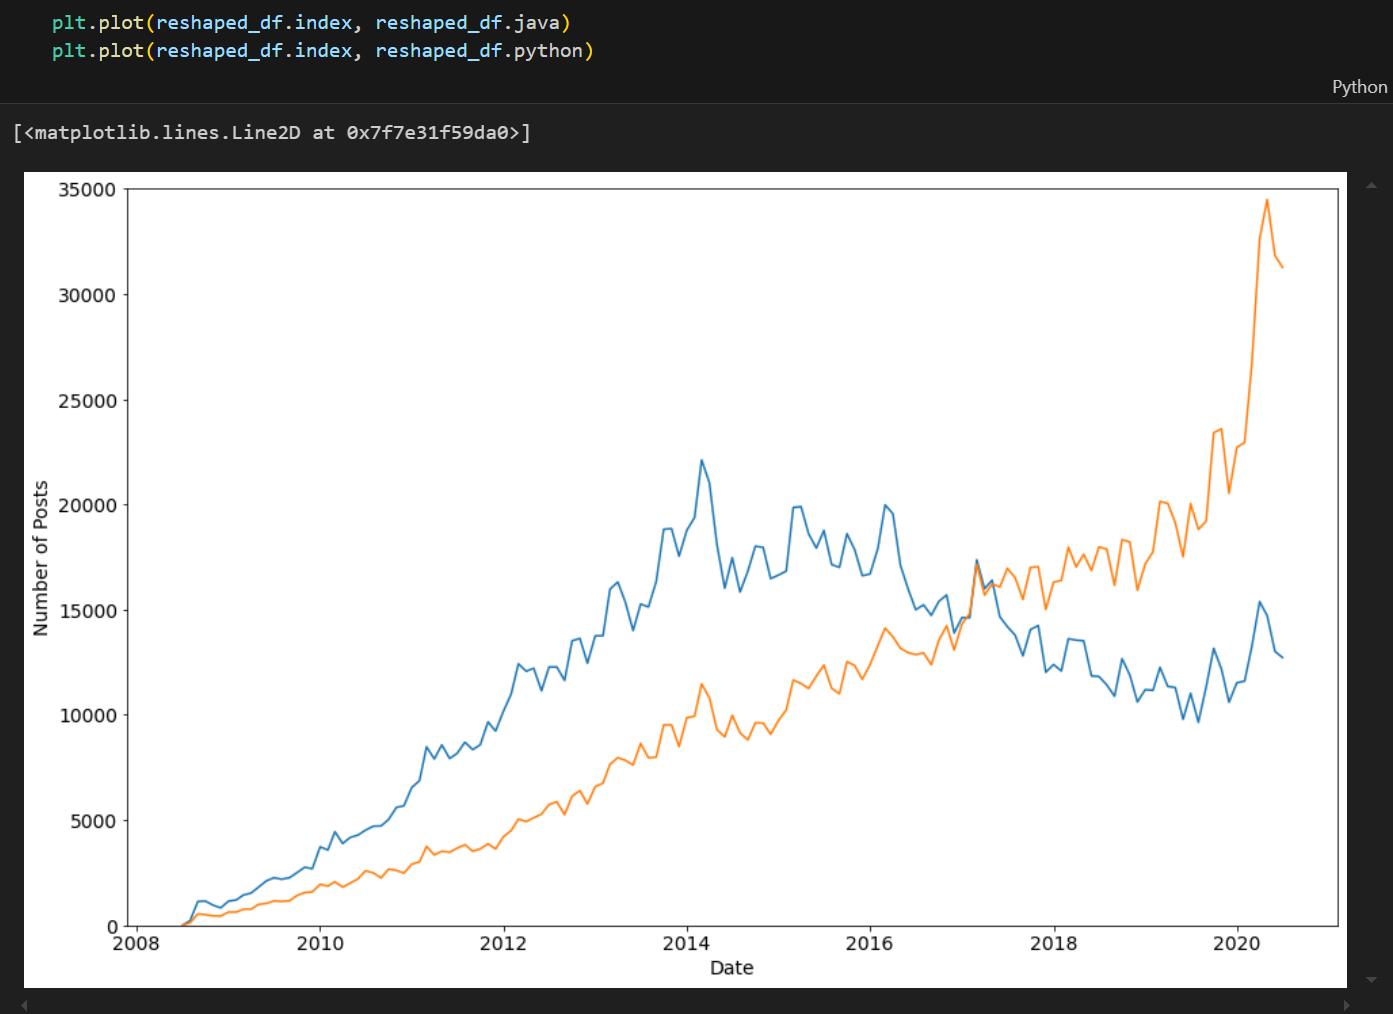 plt.plot(reshaped_df.index, reshaped_df.java)
plt.plot(reshaped_df.index, reshaped_df.python)
Python
[<matplotlib.lines.Line2D at 0x7f7e31f59da0>]
35000
30000
25000
20000
15000
10000
5000
0
Number of Posts
2008 2010 2012 2014 2016 2018 2020
Date